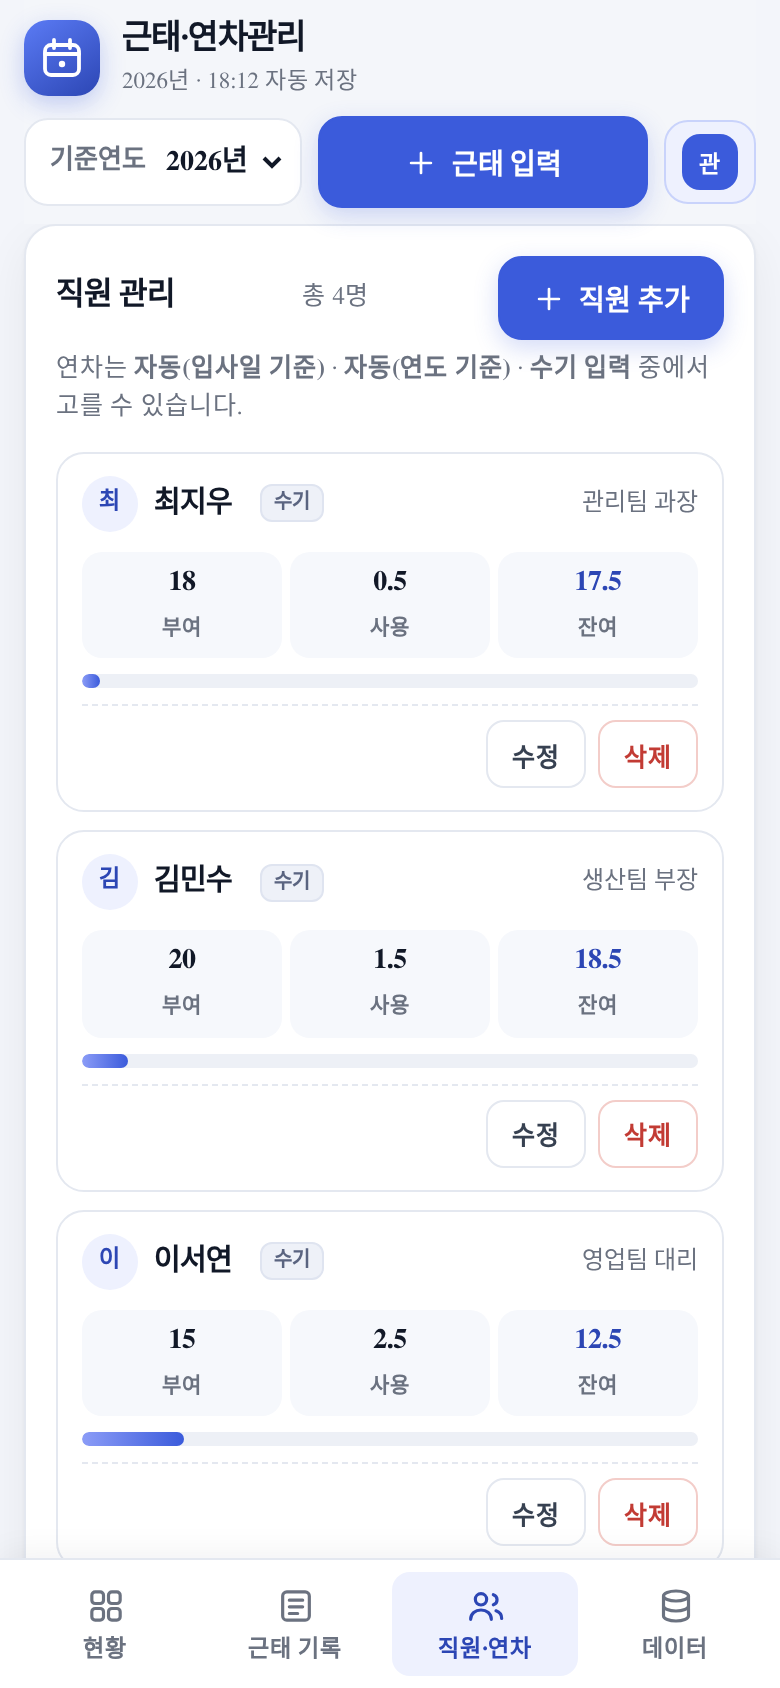 근태·연차관리
2026년 · 18:12 자동 저장
기준연도 2026년
+ 근태 입력
관
직원 관리
총 4명
+ 직원 추가
연차는 자동(입사일 기준) · 자동(연도 기준) · 수기 입력 중에서
고를 수 있습니다.
최 최지우 수기 관리팀 과장
18 0.5 17.5
부여 사용 잔여
수정 삭제
김 김민수 수기 생산팀 부장
20 1.5 18.5
부여 사용 잔여
수정 삭제
이 이서연 수기 영업팀 대리
15 2.5 12.5
부여 사용 잔여
수정 삭제
현황 근태 기록 직원·연차 데이터